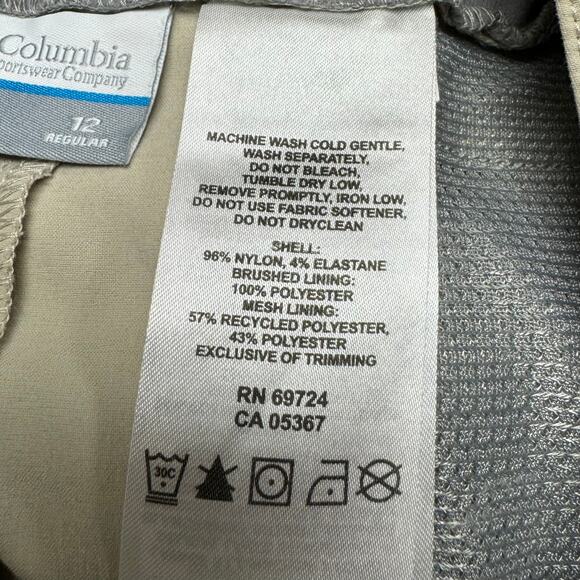 Columbia
Sportswear Company
12
REGULAR
MACHINE WASH COLD GENTLE,
WASH SEPARATELY,
DO NOT BLEACH,
TUMBLE DRY LOW,
REMOVE PROMPTLY, IRON LOW.
DO NOT USE FABRIC SOFTENER,
DO NOT DRYCLEAN
SHELL:
96% NYLON, 4% ELASTANE
BRUSHED LINING:
100% POLYESTER
MESH LINING:
57% RECYCLED POLYESTER,
43% POLYESTER
EXCLUSIVE OF TRIMMING
RN 69724
CA 05367
30C